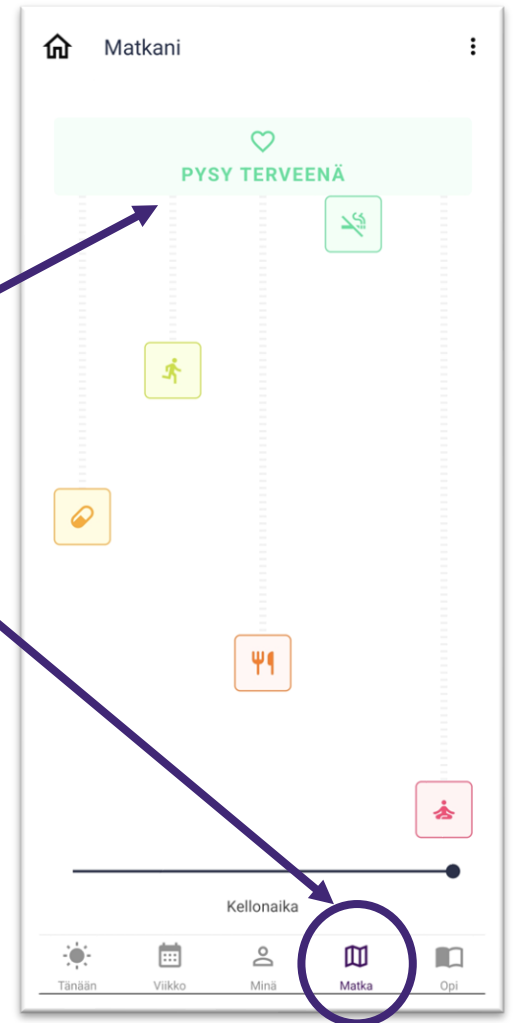 Matkani
PYSY TERVEENÄ
Kellonaika
Tänään
Viikko
Minä
Matka
Opi